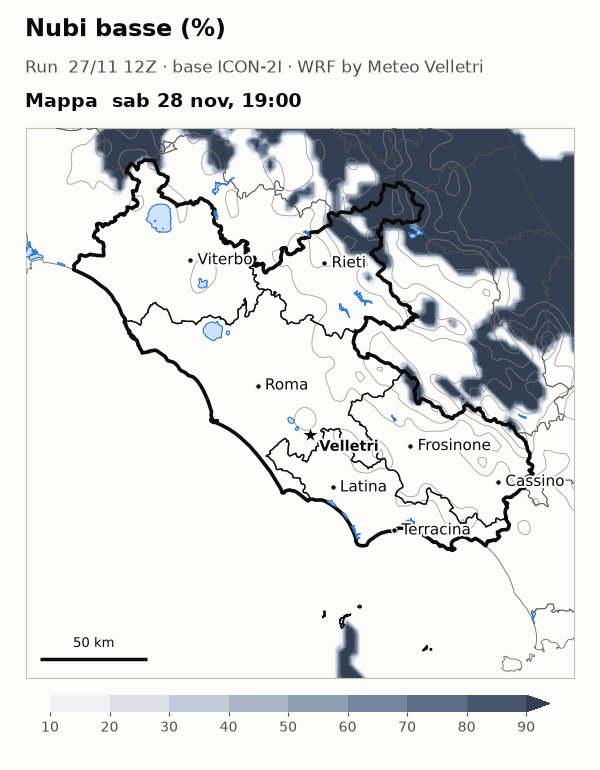 Nubi basse (%)
Run  27/11 12Z · base ICON-2I · WRF by Meteo Velletri
Mappa  sab 28 nov, 19:00
Viterbo
Rieti
Roma
Velletri
Frosinone
Latina
Cassino
Terracina
50 km
10 20 30 40 50 60 70 80 90